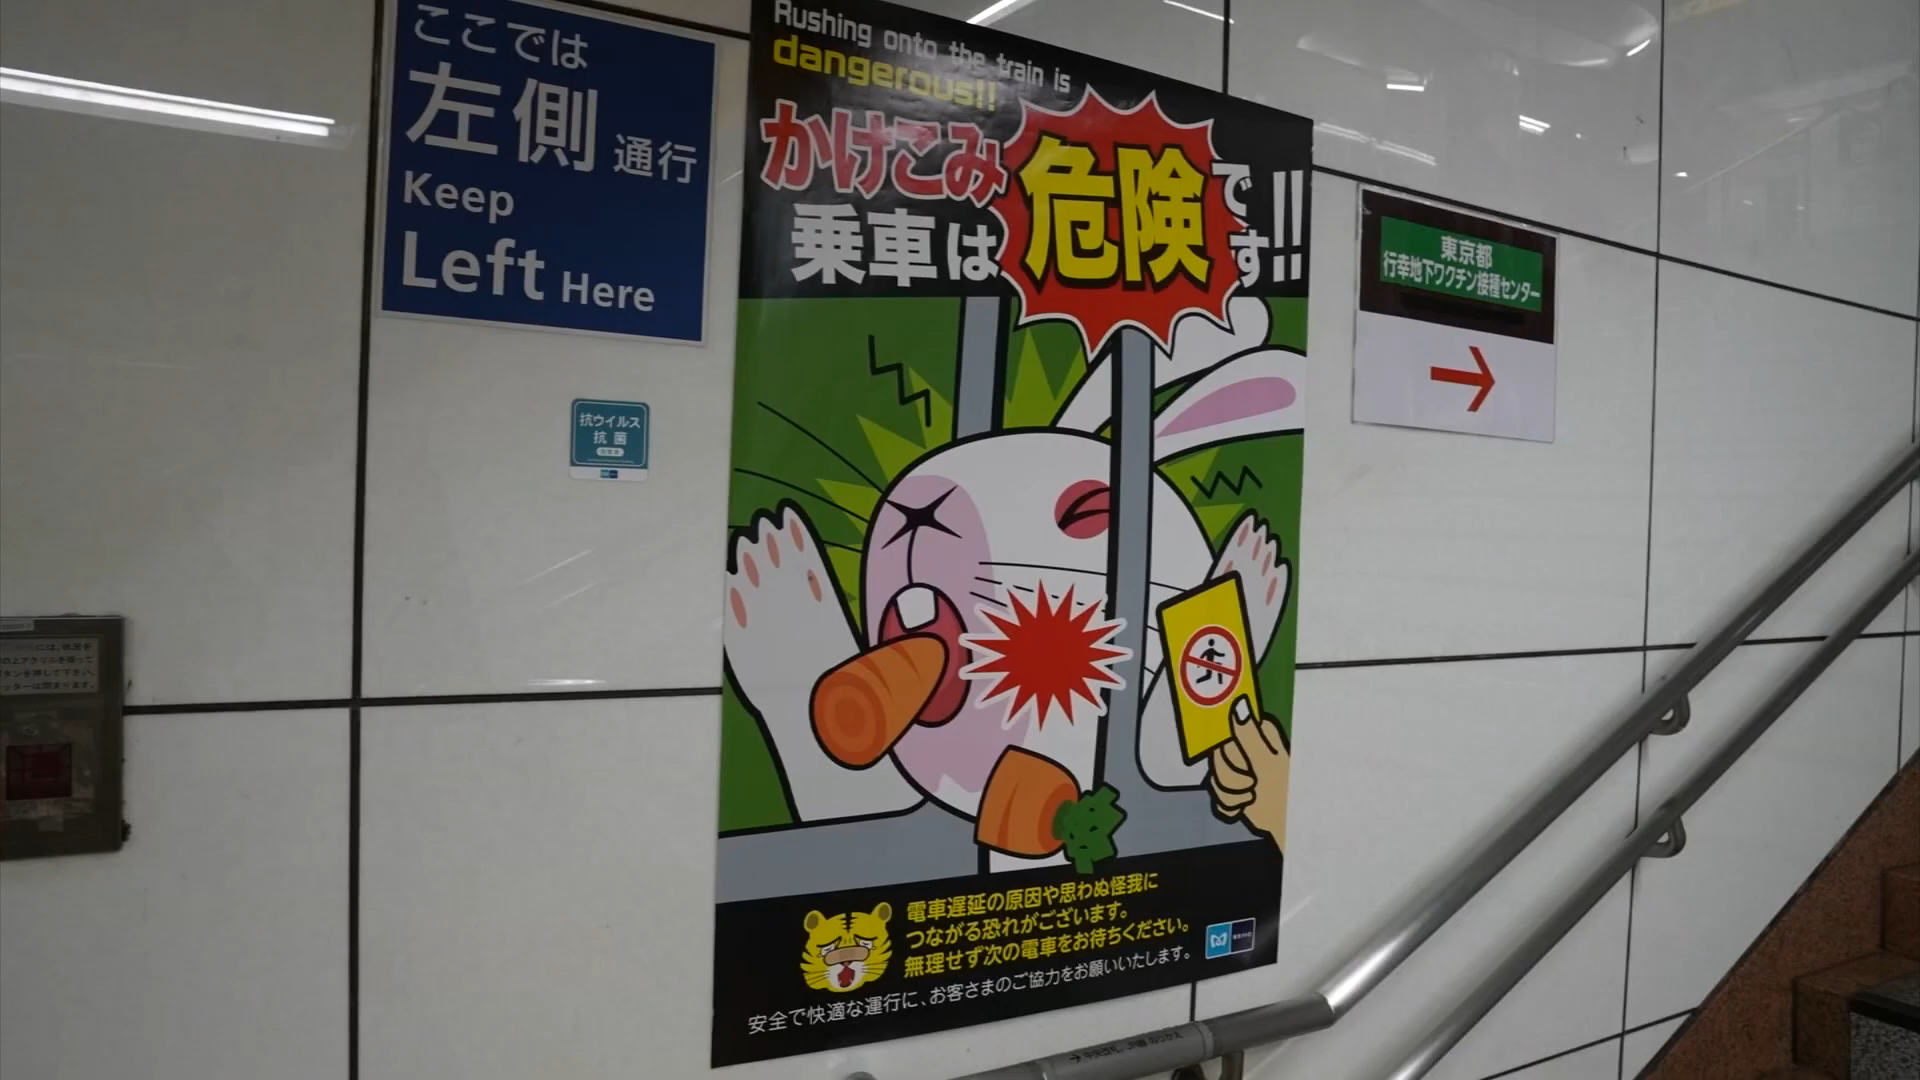 ここでは
左側 通行
Keep
Left Here
抗ウイルス
抗菌
Rushing onto the train is
dangerous!!
かけこみ
乗車は
危険
です!!
電車遅延の原因や思わぬ怪我に
つながる恐れがございます。
無理せず次の電車をお待ちください。
安全で快適な運行に、お客さまのご協力をお願いいたします。
東京都
行幸地下ワクチン接種センター